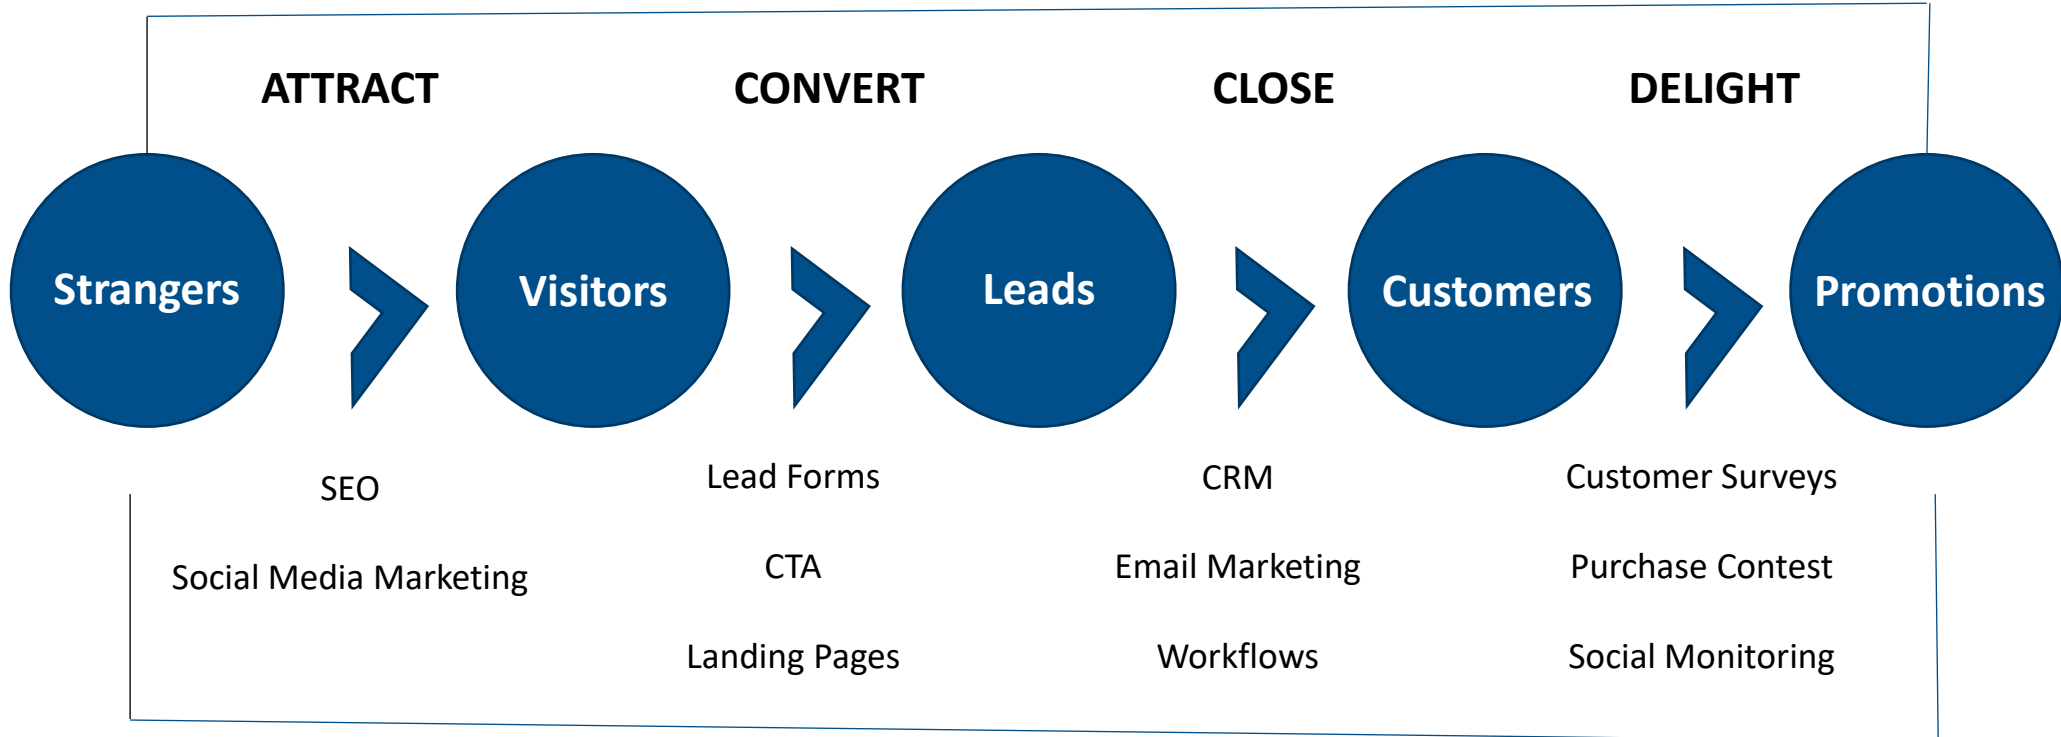 ATTRACT
CONVERT
CLOSE
DELIGHT
Strangers
Visitors
Leads
Customers
Promotions
SEO
Social Media Marketing
Lead Forms
CTA
Landing Pages
CRM
Email Marketing
Workflows
Customer Surveys
Purchase Contest
Social Monitoring